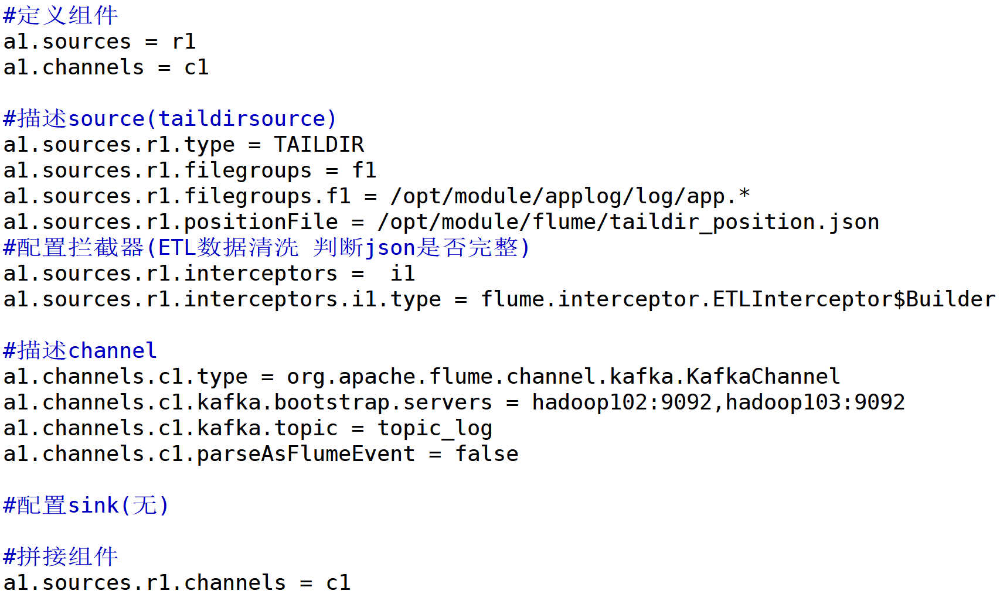 #定义组件
a1.sources = r1
a1.channels = c1
#描述source(taildirsource)
a1.sources.r1.type = TAILDIR
a1.sources.r1.filegroups = f1
a1.sources.r1.filegroups.f1 = /opt/module/applog/log/app.*
a1.sources.r1.positionFile = /opt/module/flume/taildir_position.json
#配置拦截器(ETL数据清洗 判断json是否完整)
a1.sources.r1.interceptors =  i1
a1.sources.r1.interceptors.i1.type = flume.interceptor.ETLInterceptor$Builder
#描述channel
a1.channels.c1.type = org.apache.flume.channel.kafka.KafkaChannel
a1.channels.c1.kafka.bootstrap.servers = hadoop102:9092,hadoop103:9092
a1.channels.c1.kafka.topic = topic_log
a1.channels.c1.parseAsFlumeEvent = false
#配置sink(无)
#拼接组件
a1.sources.r1.channels = c1